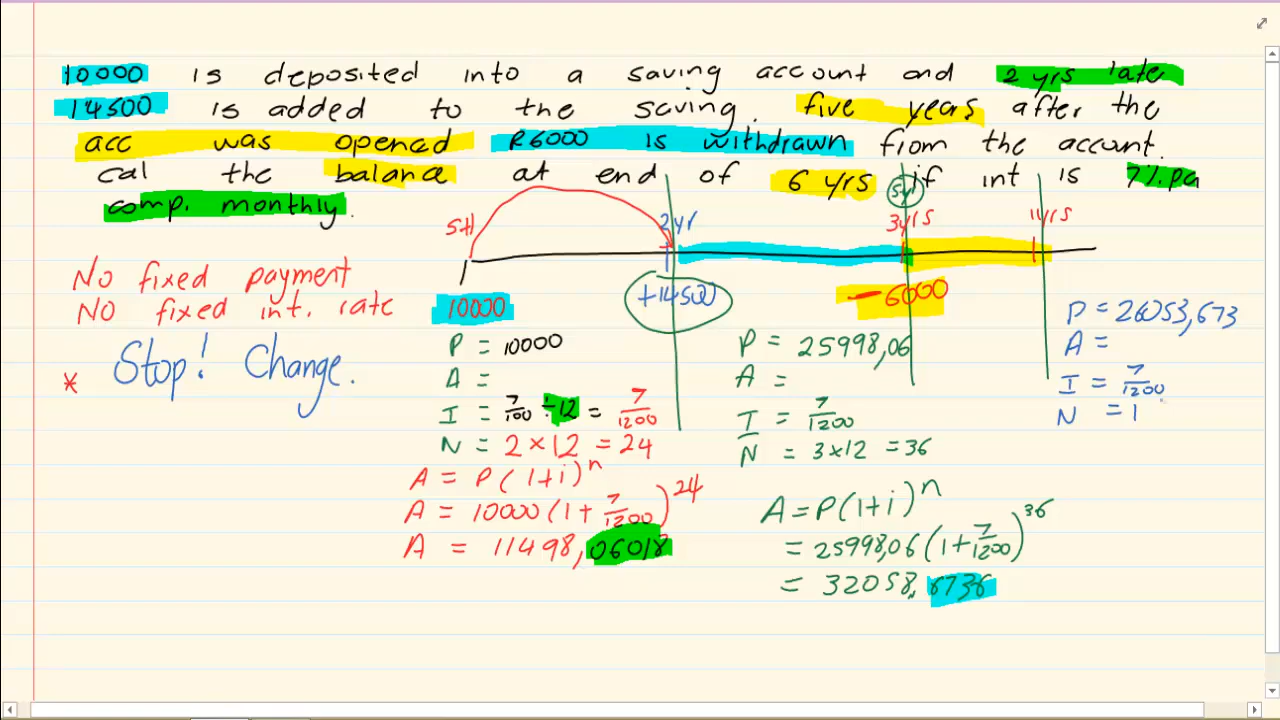 10000 is deposited into a saving account and 2 yrs late
14500 is added to the saving. five years after the
acc was opened R6000 is withdrawn from the account.
cal the balance at end of 6 yrs if int is 7% pa
comp. monthly.
5yr
2yr
3yrs
1yrs
No fixed payment
No fixed int. rate
* Stop! Change.
10000
+14500
-6000
P = 10000
A =
I = 7/100 ÷12 = 7/1200
N = 2 × 12 = 24
A = P(1+i)^n
A = 10000(1+ 7/1200)^24
A = 11498,06018
P = 25998,06
A =
I = 7/1200
N = 3×12 = 36
A = P(1+i)^n
= 25998,06(1+ 7/1200)^36
= 32058,6736
P = 26053,673
A =
I = 7/1200
N = 1